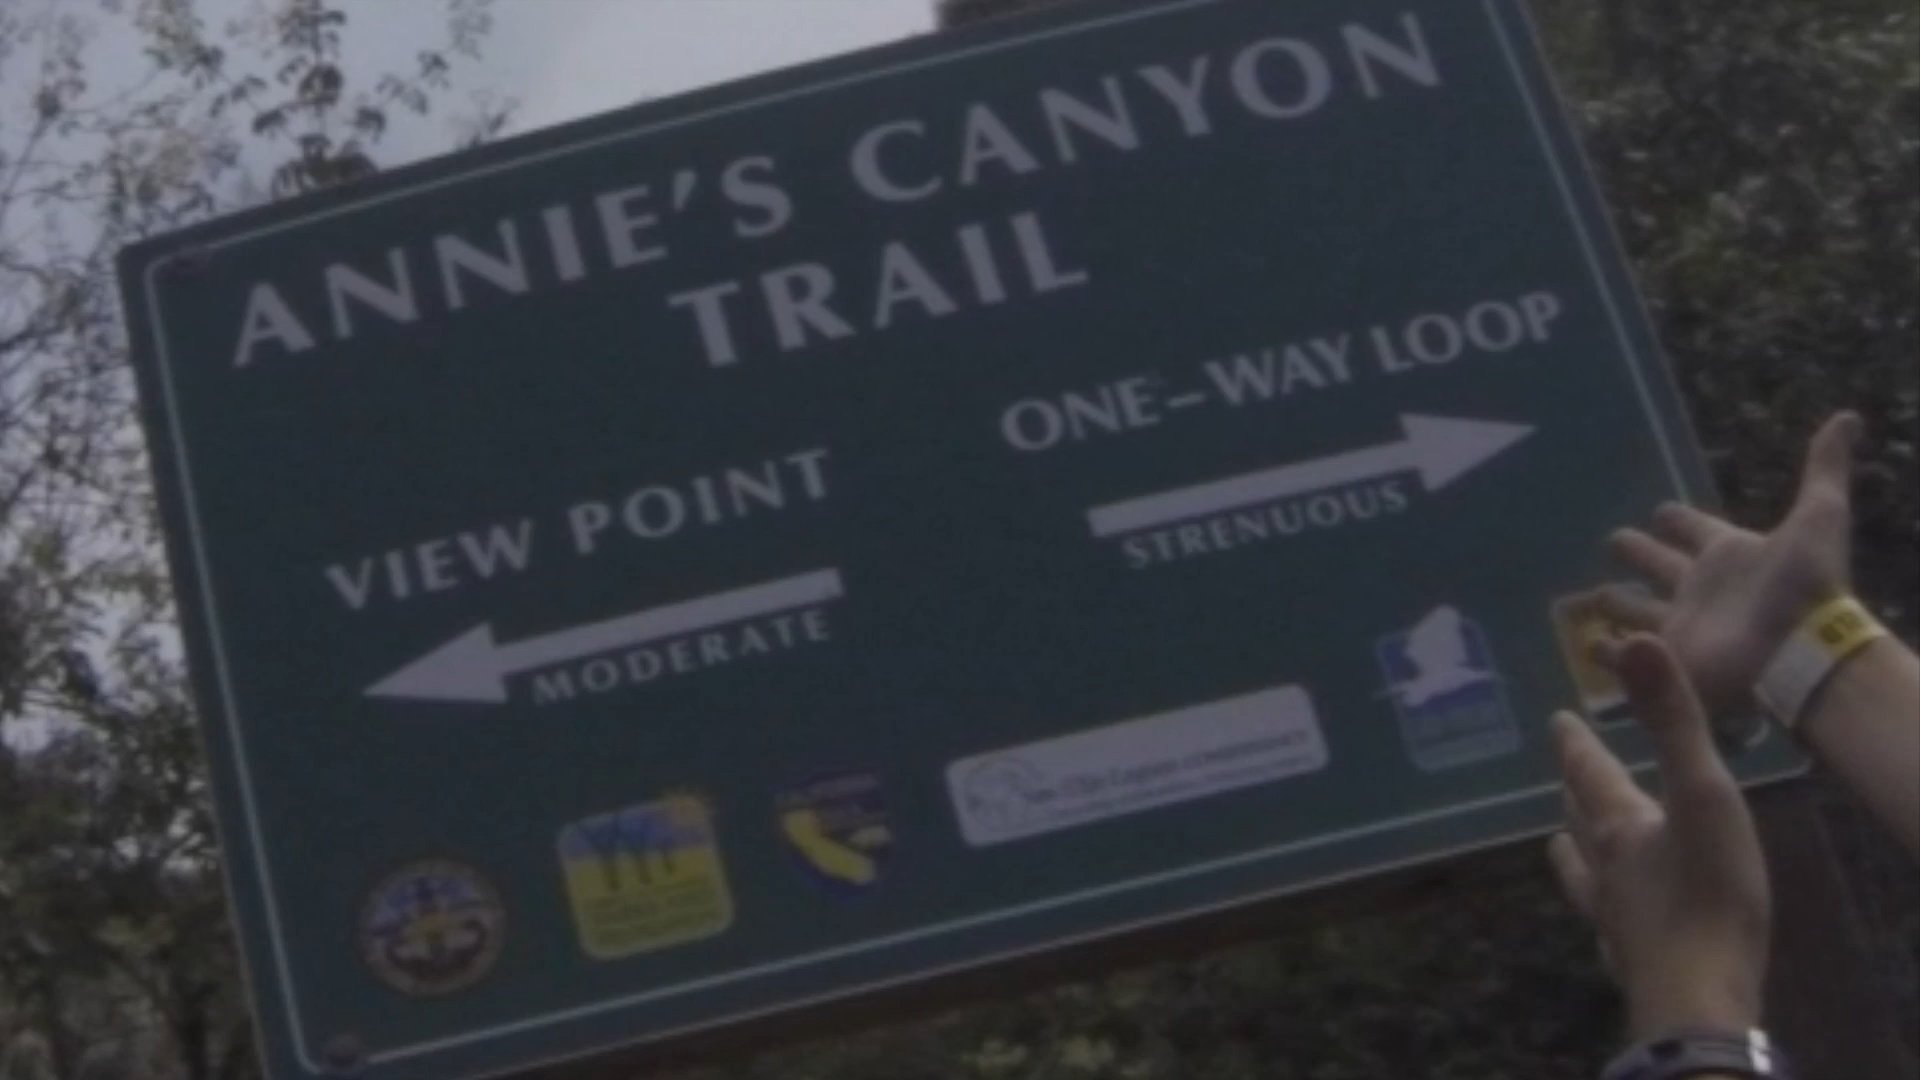 ANNIE'S CANYON
TRAIL
ONE-WAY LOOP
STRENUOUS
VIEW POINT
MODERATE